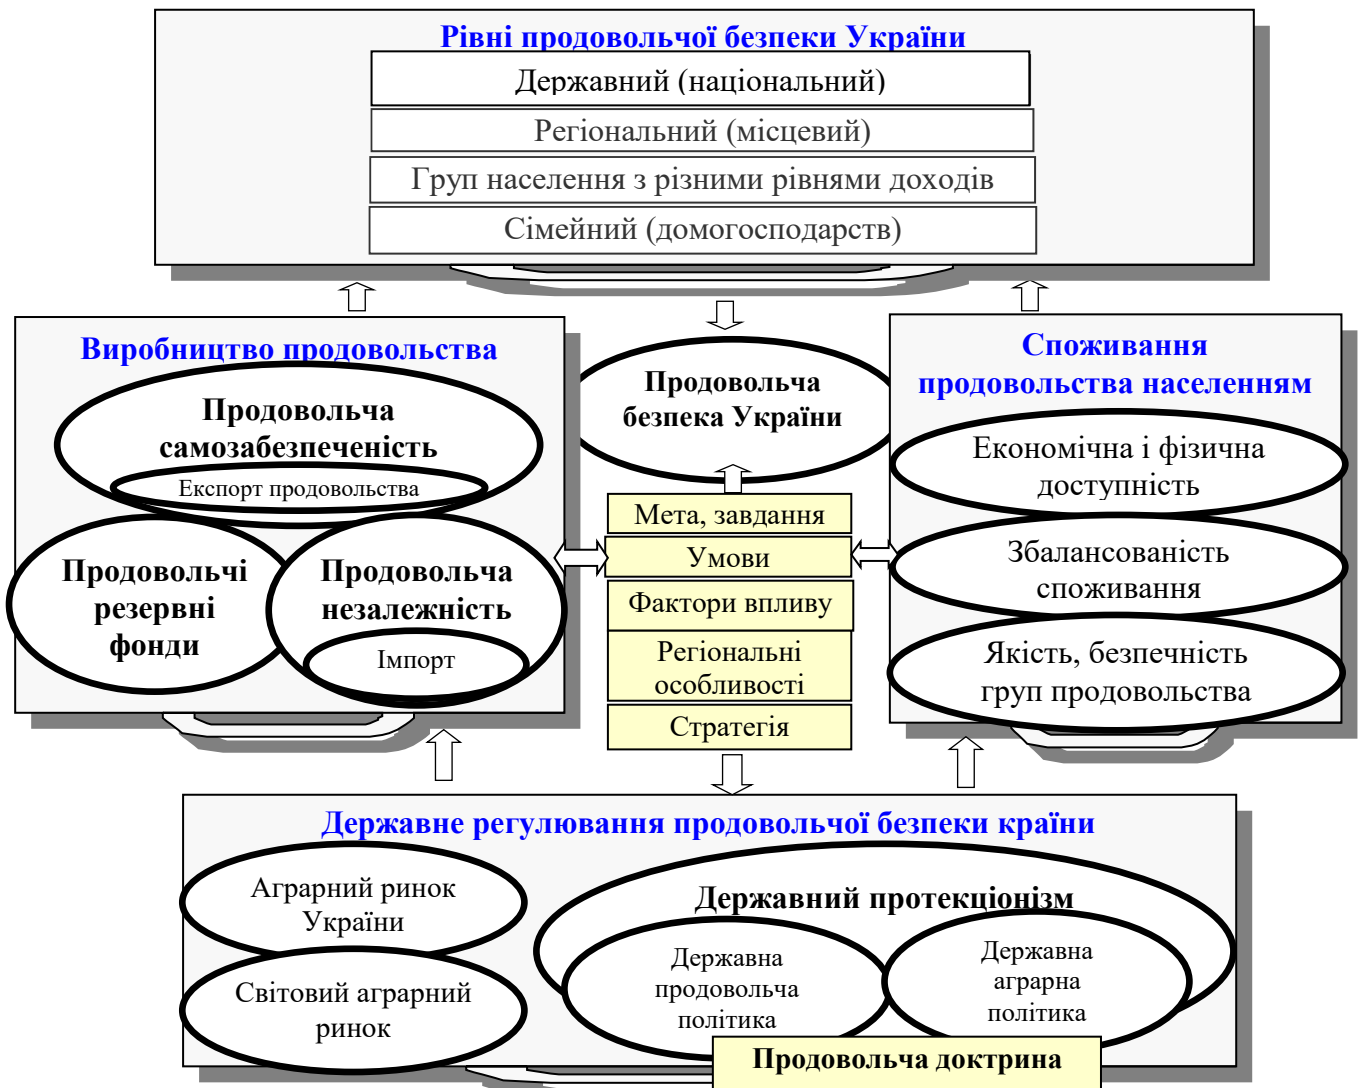 Рівні продовольчої безпеки України
Державний (національний)
Регіональний (місцевий)
Груп населення з різними рівнями доходів
Сімейний (домогосподарств)
Виробництво продовольства
Продовольча
самозабезпеченість
Експорт продовольства
Продовольчі
резервні
фонди
Продовольча
незалежність
Імпорт
Продовольча
безпека України
Мета, завдання
Умови
Фактори впливу
Регіональні
особливості
Стратегія
Споживання
продовольства населенням
Економічна і фізична
доступність
Збалансованість
споживання
Якість, безпечність
груп продовольства
Державне регулювання продовольчої безпеки країни
Аграрний ринок
України
Світовий аграрний
ринок
Державний протекціонізм
Державна
продовольча
політика
Державна
аграрна
політика
Продовольча доктрина